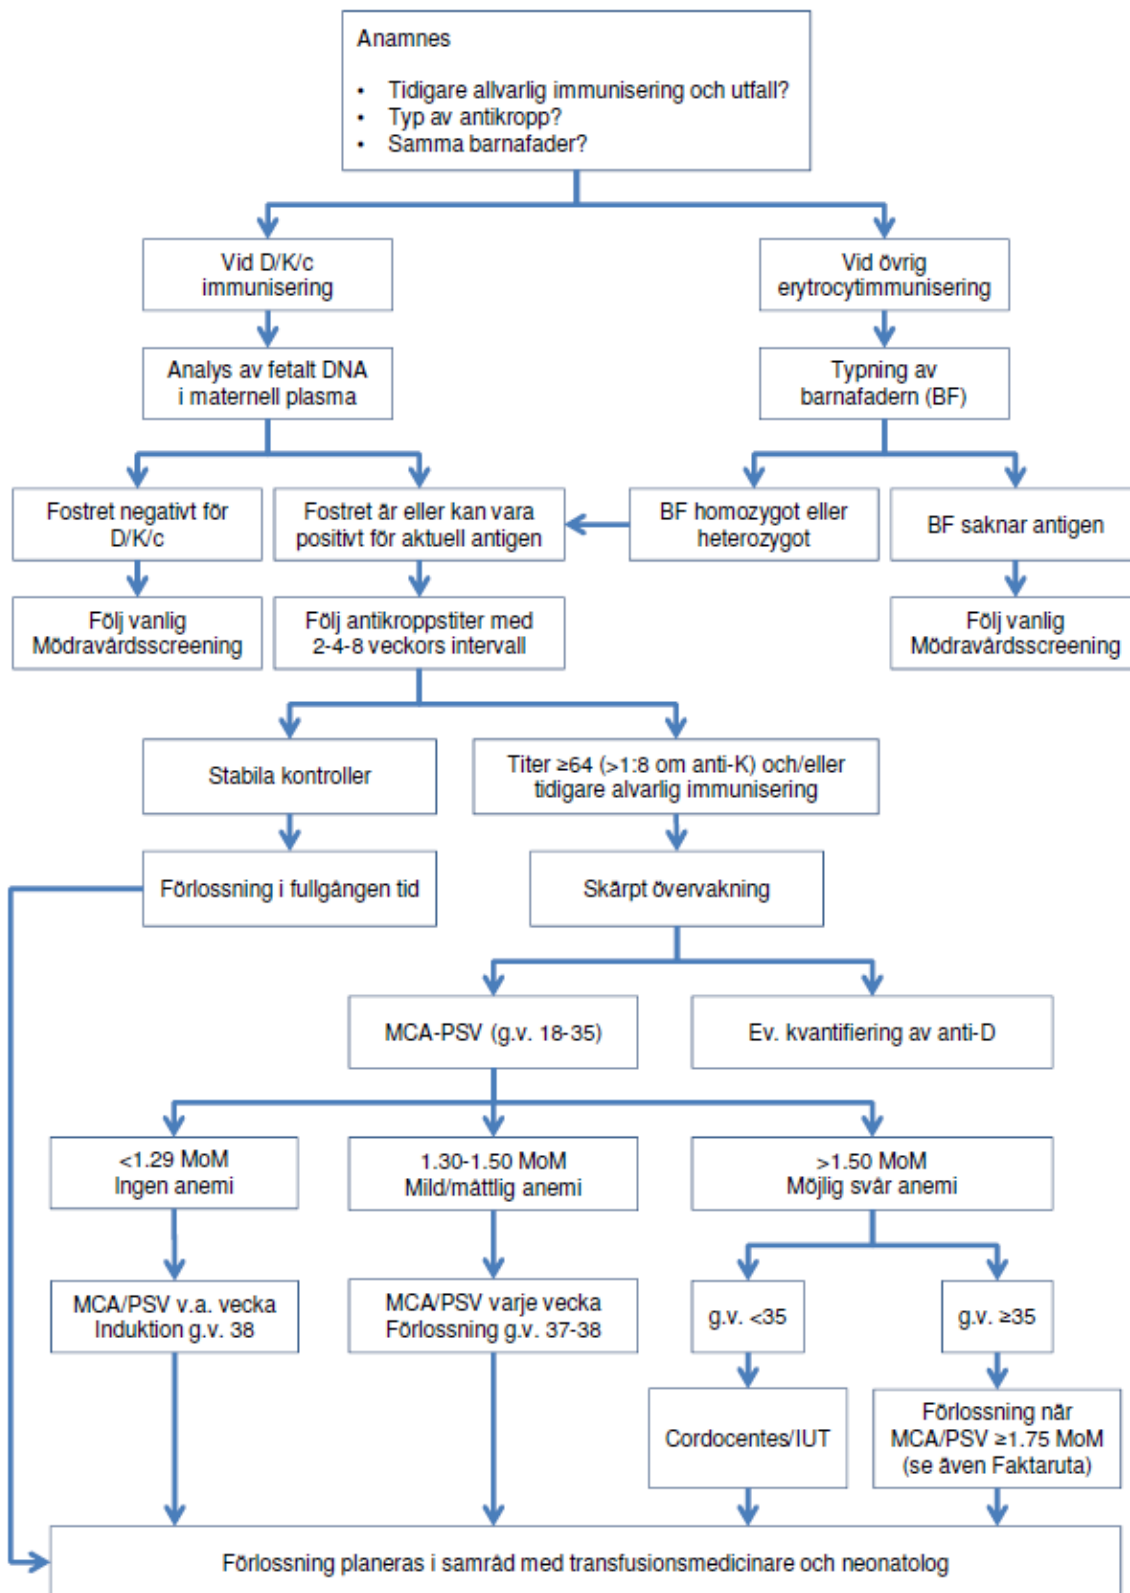 Anamnes
• Tidigare allvarlig immunisering och utfall?
• Typ av antikropp?
• Samma barnafader?
Vid D/K/c
immunisering
Vid övrig
erytrocytimmunisering
Analys av fetalt DNA
i maternell plasma
Typning av
barnafadern (BF)
Fostret negativt för
D/K/c
Fostret är eller kan vara
positivt för aktuell antigen
BF homozygot eller
heterozygot
BF saknar antigen
Följ vanlig
Mödravårdsscreening
Följ antikroppstiter med
2-4-8 veckors intervall
Följ vanlig
Mödravårdsscreening
Stabila kontroller
Titer ≥64 (>1:8 om anti-K) och/eller
tidigare alvarlig immunisering
Förlossning i fullgången tid
Skärpt övervakning
MCA-PSV (g.v. 18-35)
Ev. kvantifiering av anti-D
<1.29 MoM
Ingen anemi
1.30-1.50 MoM
Mild/måttlig anemi
>1.50 MoM
Möjlig svår anemi
MCA/PSV v.a. vecka
Induktion g.v. 38
MCA/PSV varje vecka
Förlossning g.v. 37-38
g.v. <35
g.v. ≥35
Cordocentes/IUT
Förlossning når
MCA/PSV ≥1.75 MoM
(se även Faktaruta)
Förlossning planeras i samråd med transfusionsmedicinare och neonatolog